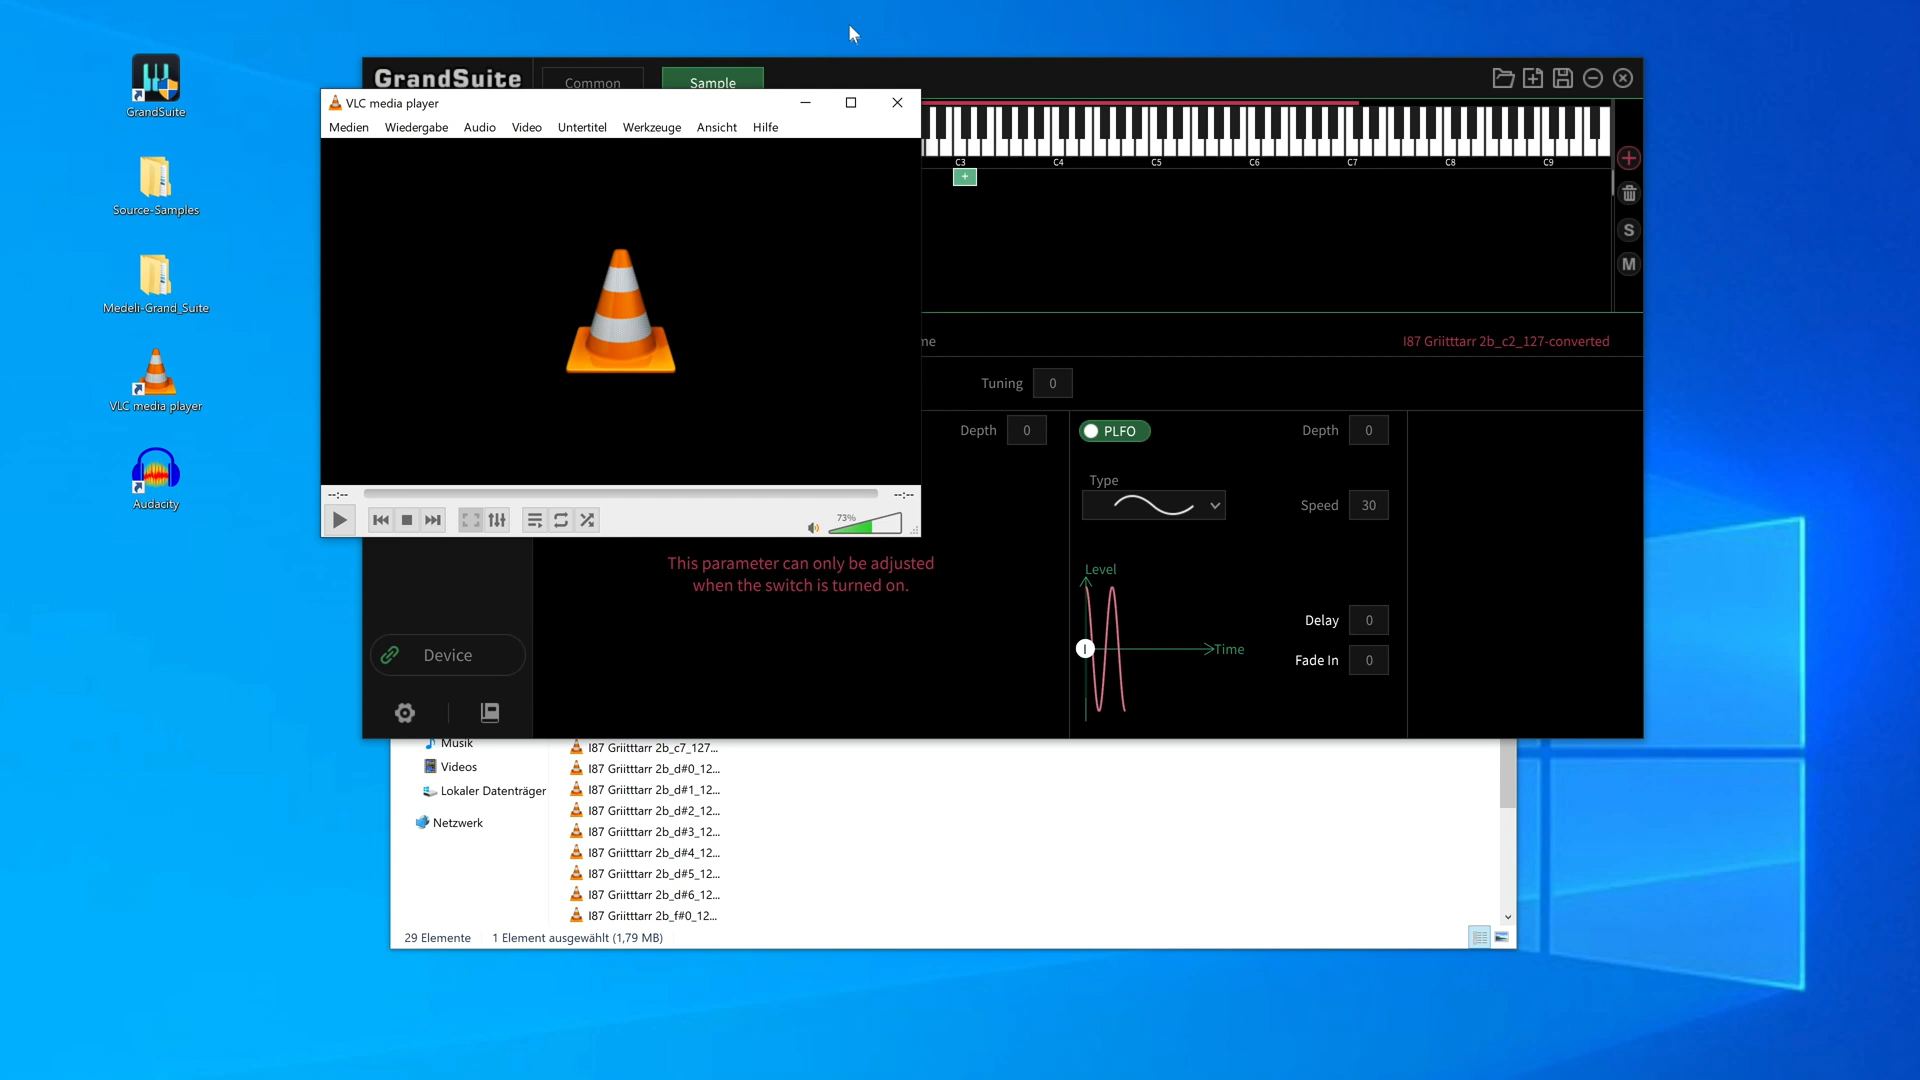 GrandSuite
Common
Sample
GrandSuite
Source-Samples
Medeli-Grand_Suite
VLC media player
Audacity
VLC media player
Medien Wiedergabe Audio Video Untertitel Werkzeuge Ansicht Hilfe
--:-- --:--
73%
C3 C4 C5 C6 C7 C8 C9
+
S
M
me
I87 Griitttarr 2b_c2_127-converted
Tuning 0
Depth 0
PLFO
Depth 0
Type
Speed 30
This parameter can only be adjusted
when the switch is turned on.
Level
Time
Delay 0
Fade In 0
Device
Musik
Videos
Lokaler Datenträger
Netzwerk
I87 Griitttarr 2b_c7_127...
I87 Griitttarr 2b_d#0_12...
I87 Griitttarr 2b_d#1_12...
I87 Griitttarr 2b_d#2_12...
I87 Griitttarr 2b_d#3_12...
I87 Griitttarr 2b_d#4_12...
I87 Griitttarr 2b_d#5_12...
I87 Griitttarr 2b_d#6_12...
I87 Griitttarr 2b_f#0_12...
29 Elemente 1 Element ausgewählt (1,79 MB)